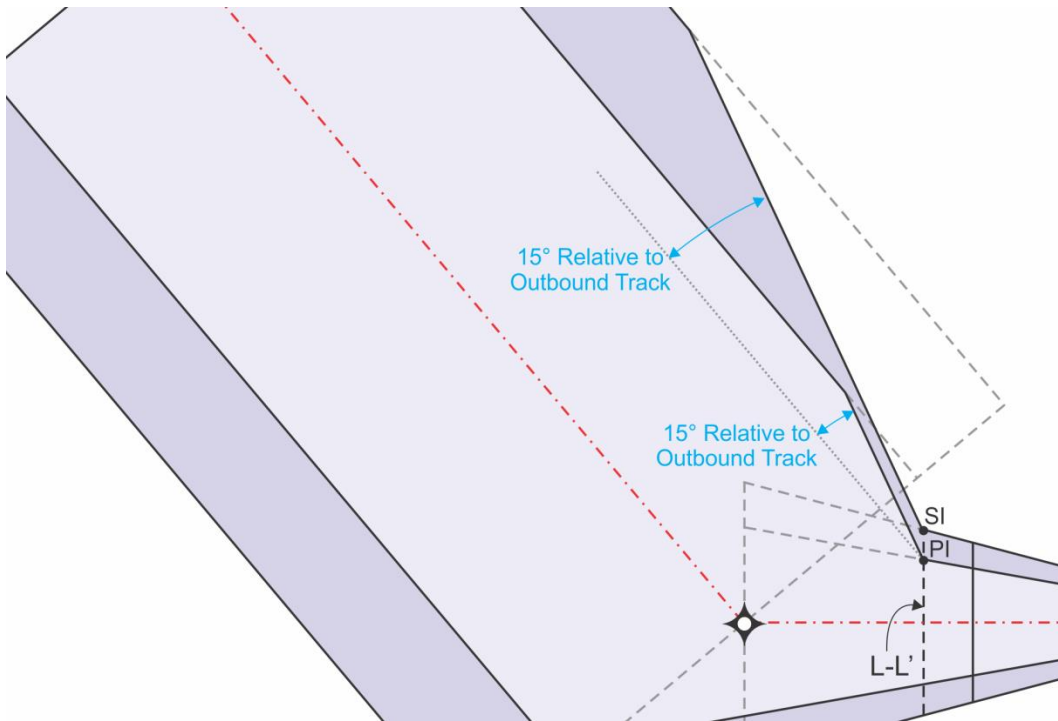 15° Relative to
Outbound Track
15° Relative to
Outbound Track
SI
PI
L-L’